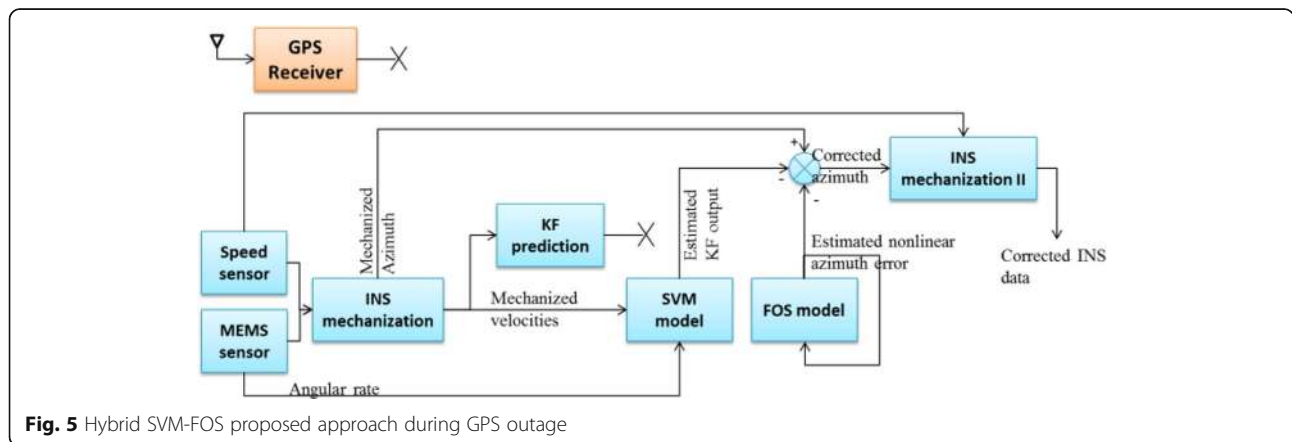 GPS
Receiver
+
-
-
Corrected
azimuth
INS
mechanization II
Mechanized
Azimuth
Estimated
KF output
KF
prediction
Estimated nonlinear
azimuth error
Corrected INS
data
Speed
sensor
INS
mechanization
Mechanized
velocities
SVM
model
FOS model
MEMS
sensor
Angular rate
Fig. 5 Hybrid SVM-FOS proposed approach during GPS outage